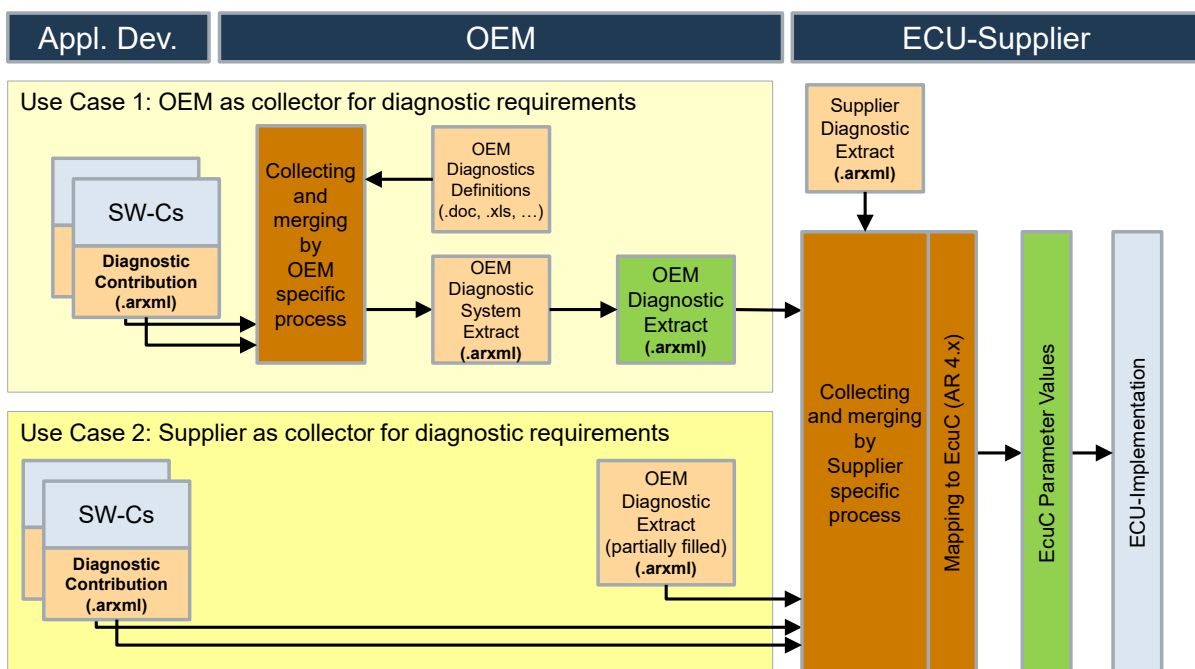 Appl. Dev.
OEM
ECU-Supplier
Use Case 1: OEM as collector for diagnostic requirements
SW-Cs
Diagnostic
Contribution
(.arxml)
Collecting
and
merging
by
OEM
specific
process
OEM
Diagnostics
Definitions
(.doc, .xls, …)
OEM
Diagnostic
System
Extract
(.arxml)
OEM
Diagnostic
Extract
(.arxml)
Supplier
Diagnostic
Extract
(.arxml)
Use Case 2: Supplier as collector for diagnostic requirements
SW-Cs
Diagnostic
Contribution
(.arxml)
OEM
Diagnostic
Extract
(partially filled)
(.arxml)
Collecting
and merging
by
Supplier
specific
process
Mapping to EcuC (AR 4.x)
EcuC Parameter Values
ECU-Implementation